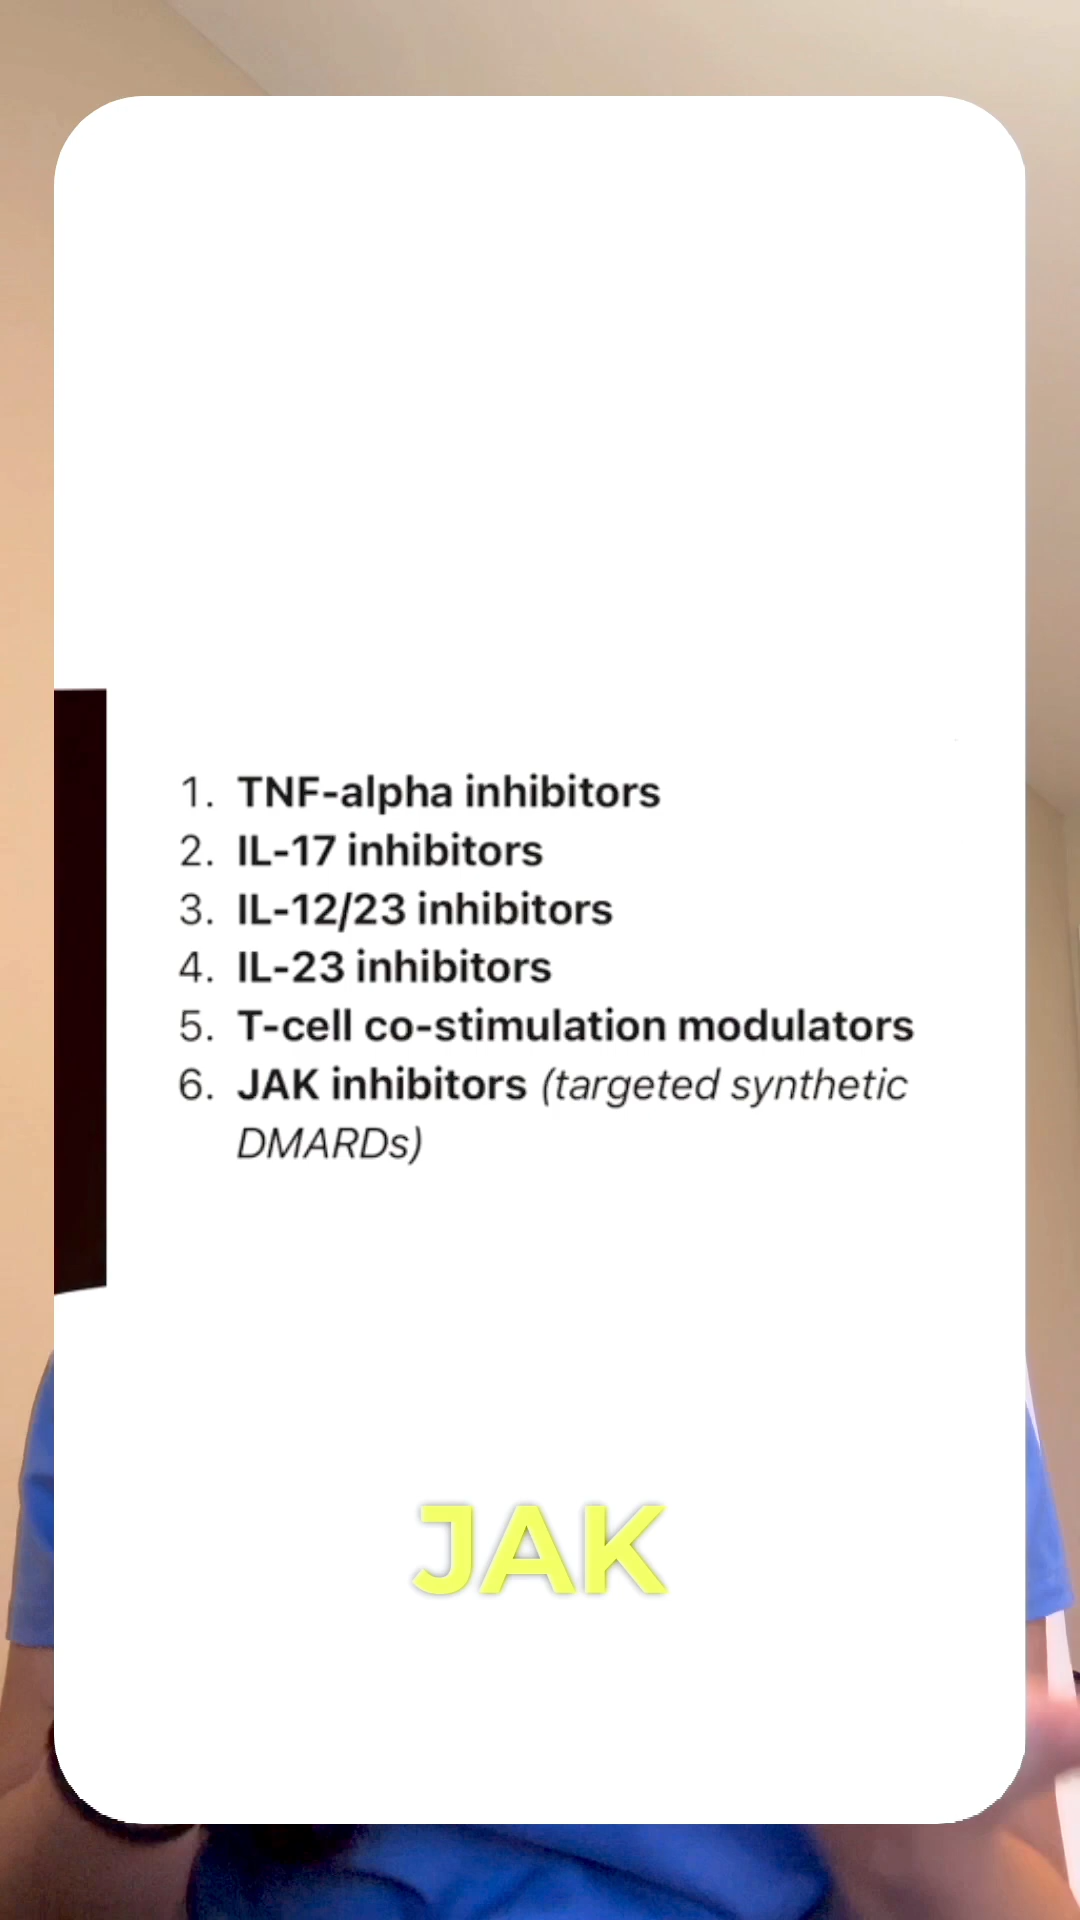 1. TNF-alpha inhibitors
2. IL-17 inhibitors
3. IL-12/23 inhibitors
4. IL-23 inhibitors
5. T-cell co-stimulation modulators
6. JAK inhibitors (targeted synthetic
DMARDs)
JAK